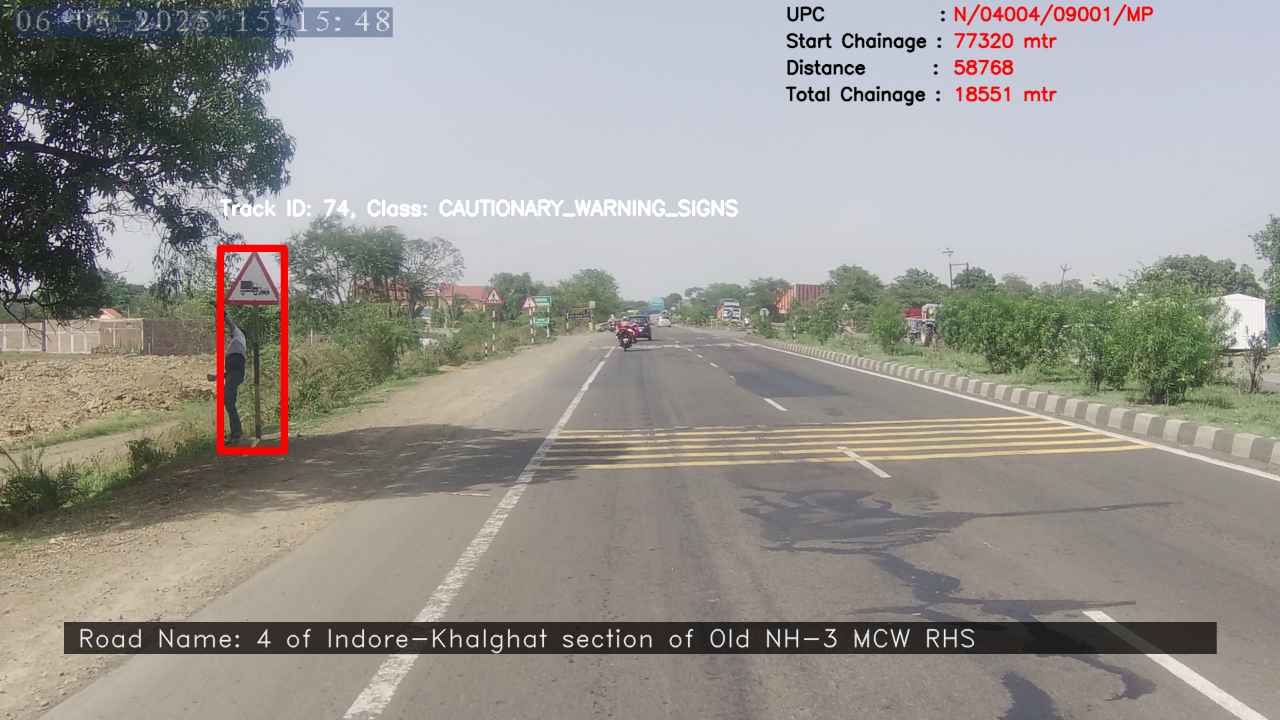 06-05-2025 15:15:48
UPC : N/04004/09001/MP
Start Chainage : 77320 mtr
Distance : 58768
Total Chainage : 18551 mtr
Track ID: 74, Class: CAUTIONARY_WARNING_SIGNS
Road Name: 4 of Indore-Khalghat section of Old NH-3 MCW RHS